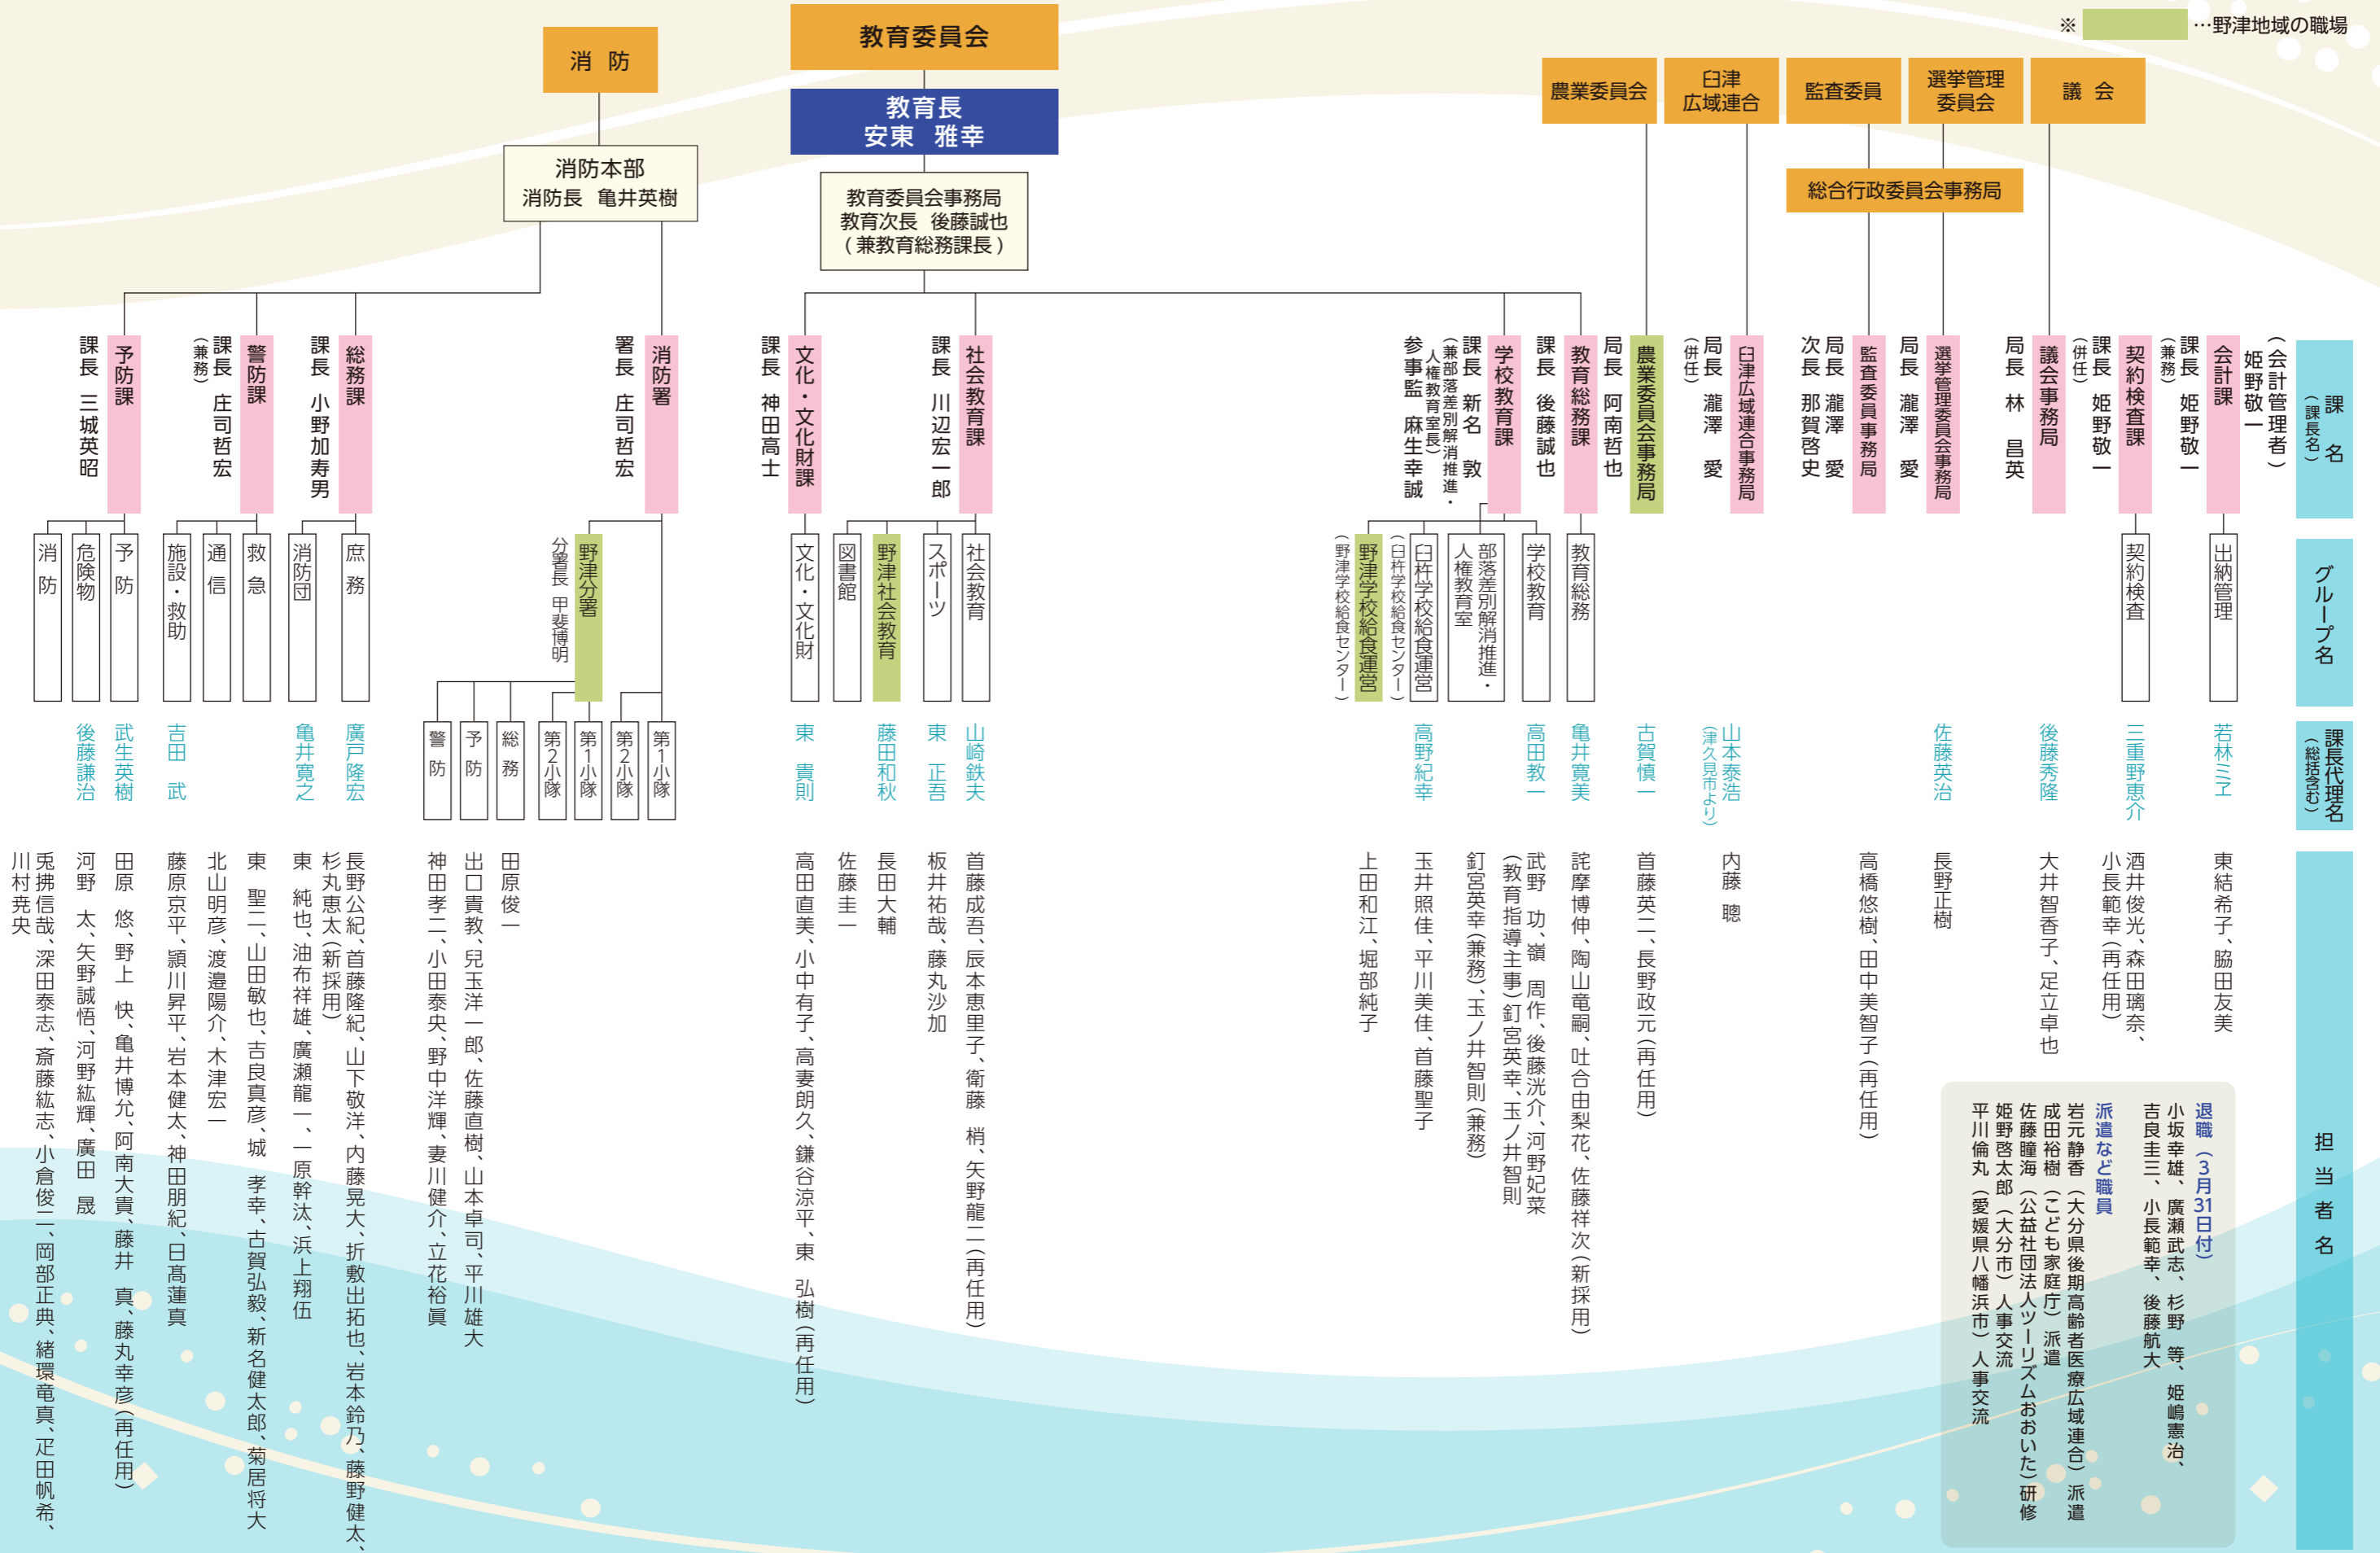 ※ …野津地域の職場
消 防
教育委員会
農業委員会
臼津
広域連合
監査委員
選挙管理
委員会
議 会
教育長
安東 雅幸
消防本部
消防長 亀井英樹
教育委員会事務局
教育次長 後藤誠也
(兼教育総務課長)
総合行政委員会事務局
課 名
(課長名)
(会計管理者)
姫野敬一
会計課
課長 姫野敬一
(兼務)
契約検査課
課長 姫野敬一
(併任)
議会事務局
局長 林 昌英
選挙管理委員会事務局
局長 瀧澤 愛
監査委員事務局
局長 瀧澤 愛
次長 那賀啓史
臼津広域連合事務局
局長 瀧澤 愛
(併任)
農業委員会事務局
局長 阿南哲也
教育総務課
課長 後藤誠也
学校教育課
課長 新名 敦
(兼部落差別解消推進・
人権教育室長)
参事監 麻生幸誠
社会教育課
課長 川辺宏一郎
文化・文化財課
課長 神田高士
消防署
署長 庄司哲宏
総務課
課長 小野加寿男
警防課
課長 庄司哲宏
(兼務)
予防課
課長 三城英昭
グループ名
出納管理
契約検査
教育総務
学校教育
部落差別解消推進・
人権教育室
臼杵学校給食運営
(臼杵学校給食センター)
野津学校給食運営
(野津学校給食センター)
社会教育
スポーツ
野津社会教育
図書館
文化・文化財
野津分署
分署長 甲斐博明
庶 務
消防団
救 急
通 信
施設・救助
予 防
危険物
消 防
課長代理名
(総括含む)
若林ミヱ
三重野恵介
後藤秀隆
佐藤英治
山本泰浩
(津久見市より)
古賀慎一
亀井寛美
高田教一
高野紀幸
山崎鉄夫
東 正吾
藤田和秋
東 貴則
第1小隊
第2小隊
第1小隊
第2小隊
総 務
予 防
警 防
廣戸隆宏
亀井寛之
吉田 武
武生英樹
後藤謙治
担当者名
東結希子、脇田友美
酒井俊光、森田璃奈、
小長範幸(再任用)
大井智香子、足立卓也
長野正樹
高橋悠樹、田中美智子(再任用)
内藤 聰
首藤英二、長野政元(再任用)
詫摩博伸、陶山竜嗣、吐合由梨花、佐藤祥次(新採用)
武野 功、嶺 周作、後藤洸介、河野妃菜
(教育指導主事)釘宮英幸、玉ノ井智則
釘宮英幸(兼務)、玉ノ井智則(兼務)
玉井照佳、平川美佳、首藤聖子
上田和江、堀部純子
首藤成吾、辰本恵里子、衛藤 梢、矢野龍二(再任用)
板井祐哉、藤丸沙加
長田大輔
佐藤圭一
高田直美、小中有子、高妻朗久、鎌谷涼平、東 弘樹(再任用)
田原俊一
出口貴教、兒玉洋一郎、佐藤直樹、山本卓司、平川雄大
神田孝二、小田泰央、野中洋輝、妻川健介、立花裕眞
長野公紀、首藤隆紀、山下敬洋、内藤晃大、折敷出拓也、岩本鈴乃、藤野健太、
杉丸恵太(新採用)
東 純也、油布祥雄、廣瀬龍一、一原幹汰、浜上翔伍
東 聖二、山田敏也、吉良真彦、城 孝幸、古賀弘毅、新名健太郎、菊居将大
北山明彦、渡邉陽介、木津宏一
藤原京平、潁川昇平、岩本健太、神田朋紀、日髙蓮真
田原 悠、野上 快、亀井博允、阿南大貴、藤井 真、藤丸幸彦(再任用)
河野 太、矢野誠悟、河野紘輝、廣田 晟
兎拂信哉、深田泰志、斎藤紘志、小倉俊二、岡部正典、緒環竜真、疋田帆希、
川村尭央
退職(3月31日付)
小坂幸雄、廣瀬武志、杉野 等、姫嶋憲治、
吉良圭三、小長範幸、後藤航大
派遣など職員
岩元静香(大分県後期高齢者医療広域連合)派遣
成田裕樹(こども家庭庁)派遣
佐藤瞳海(公益社団法人ツーリズムおおいた)研修
姫野啓太郎(大分市)人事交流
平川倫丸(愛媛県八幡浜市)人事交流